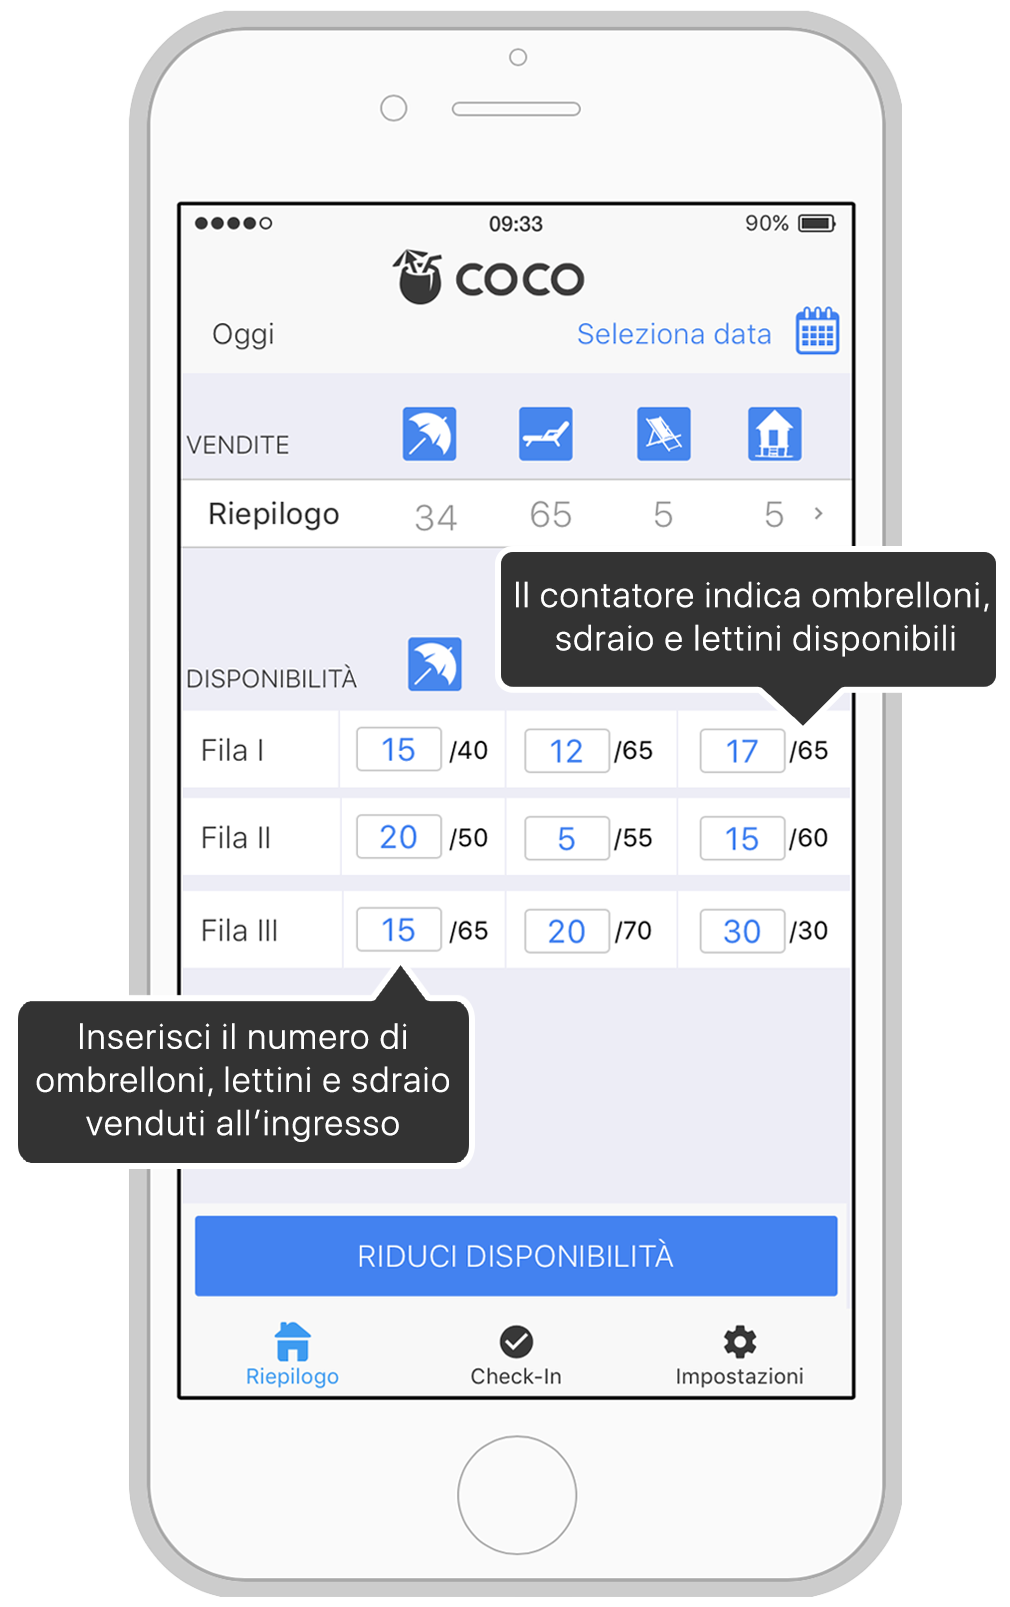 09:33
90%
COCO
Oggi
Seleziona data
VENDITE
Riepilogo 34 65 5 5 >
Il contatore indica ombrelloni,
sdraio e lettini disponibili
DISPONIBILITÀ
Fila I 15 /40 12 /65 17 /65
Fila II 20 /50 5 /55 15 /60
Fila III 15 /65 20 /70 30 /30
Inserisci il numero di
ombrelloni, lettini e sdraio
venduti all’ingresso
RIDUCI DISPONIBILITÀ
Riepilogo
Check-In
Impostazioni